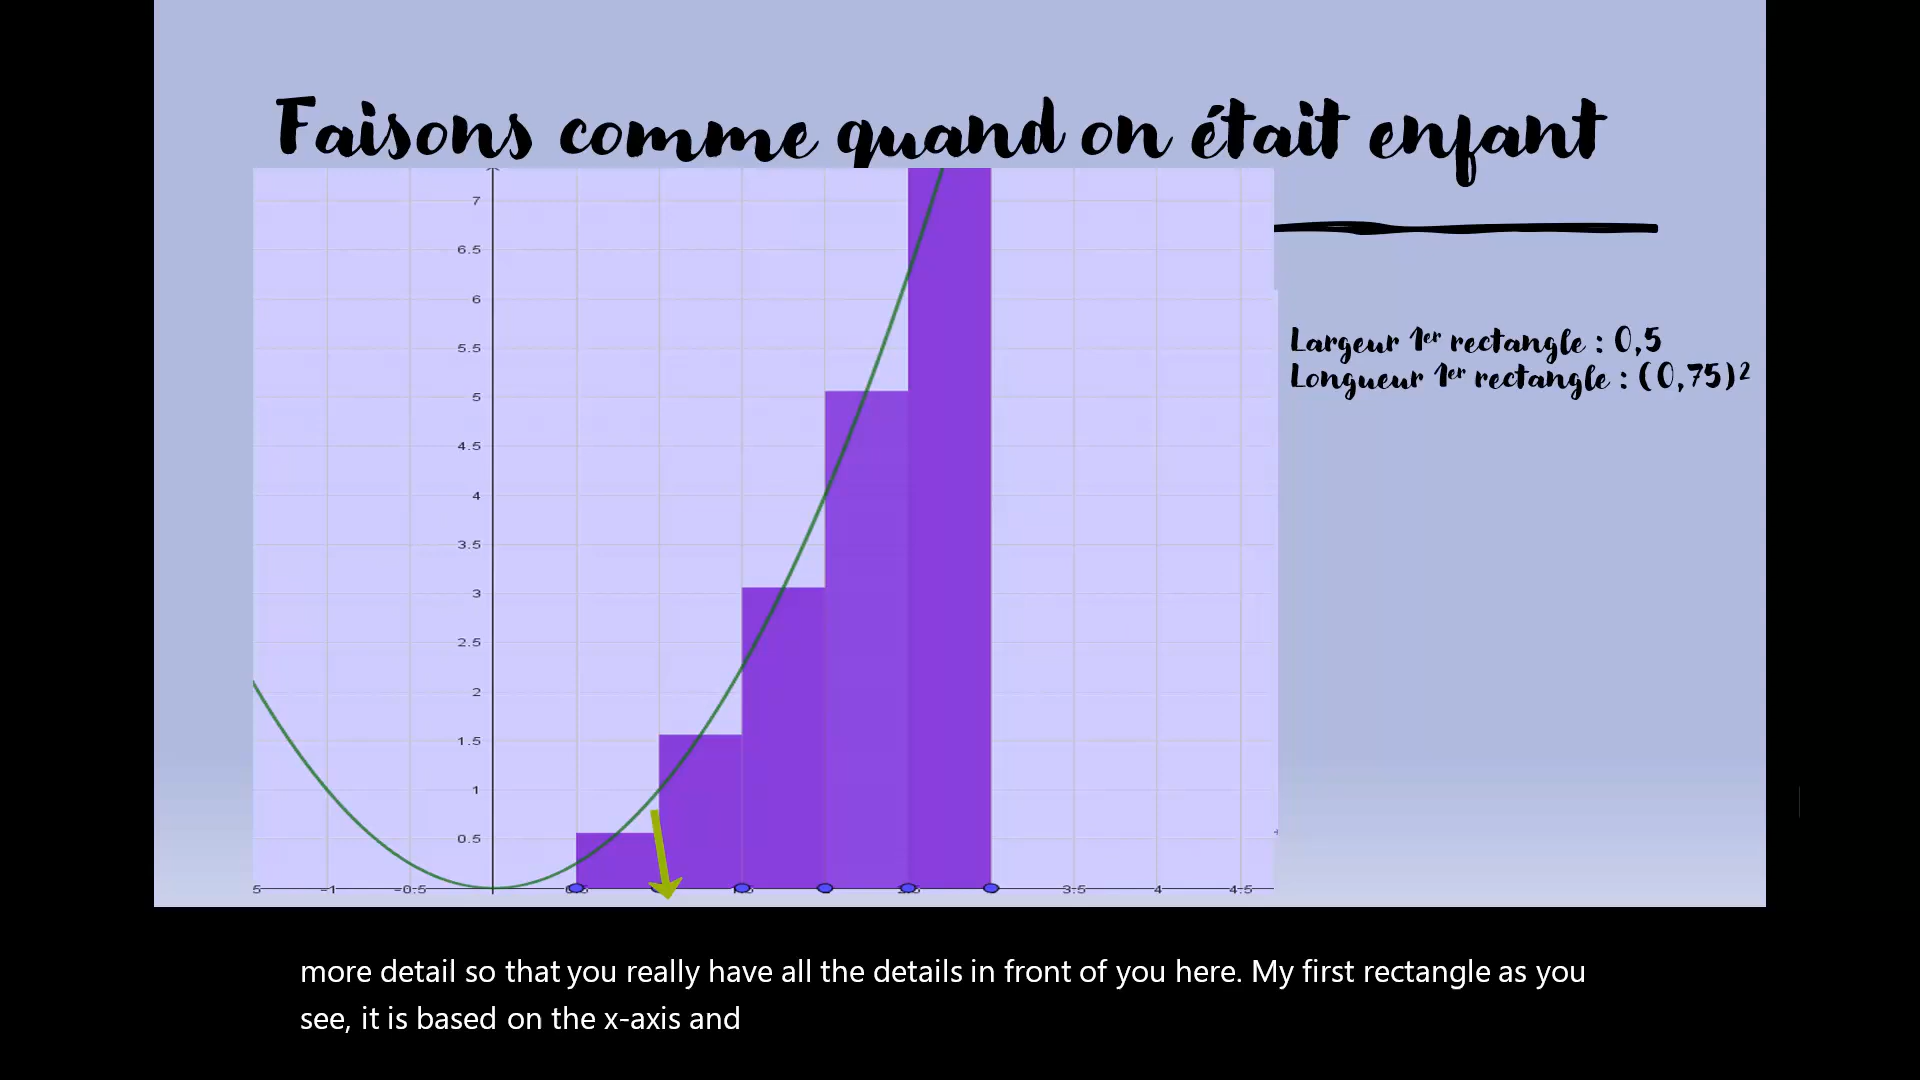 Faisons comme quand on était enfant
7
6.5
6
5.5
5
4.5
4
3.5
3
2.5
2
1.5
1
0.5
5 -1 -0.5 3.5 4 4.5
Largeur 1er rectangle : 0,5
Longueur 1er rectangle : (0,75)²
more detail so that you really have all the details in front of you here. My first rectangle as you
see, it is based on the x-axis and